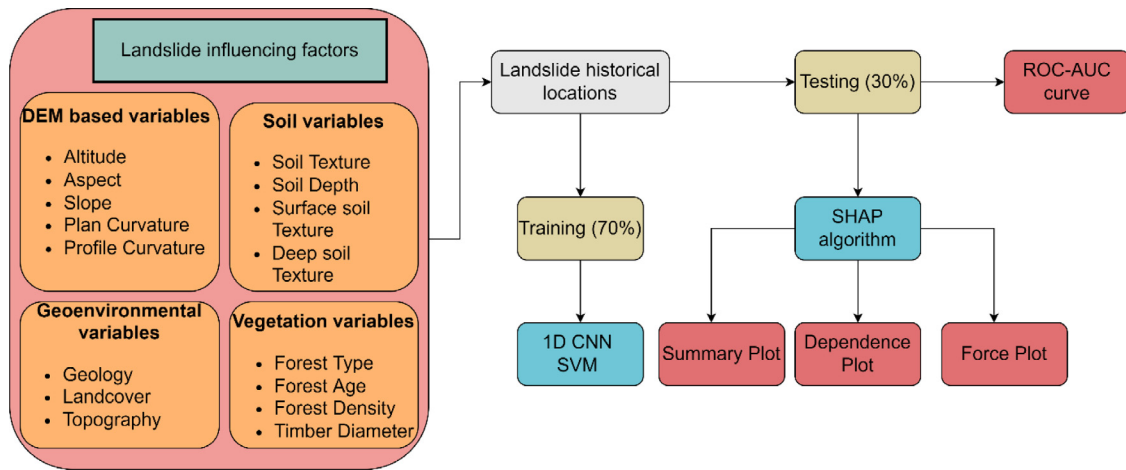 Landslide influencing factors
DEM based variables
• Altitude
• Aspect
• Slope
• Plan Curvature
• Profile Curvature
Soil variables
• Soil Texture
• Soil Depth
• Surface soil
Texture
• Deep soil
Texture
Geoenvironmental
variables
• Geology
• Landcover
• Topography
Vegetation variables
• Forest Type
• Forest Age
• Forest Density
• Timber Diameter
Landslide historical
locations
Testing (30%)
ROC-AUC
curve
Training (70%)
SHAP
algorithm
1D CNN
SVM
Summary Plot
Dependence
Plot
Force Plot